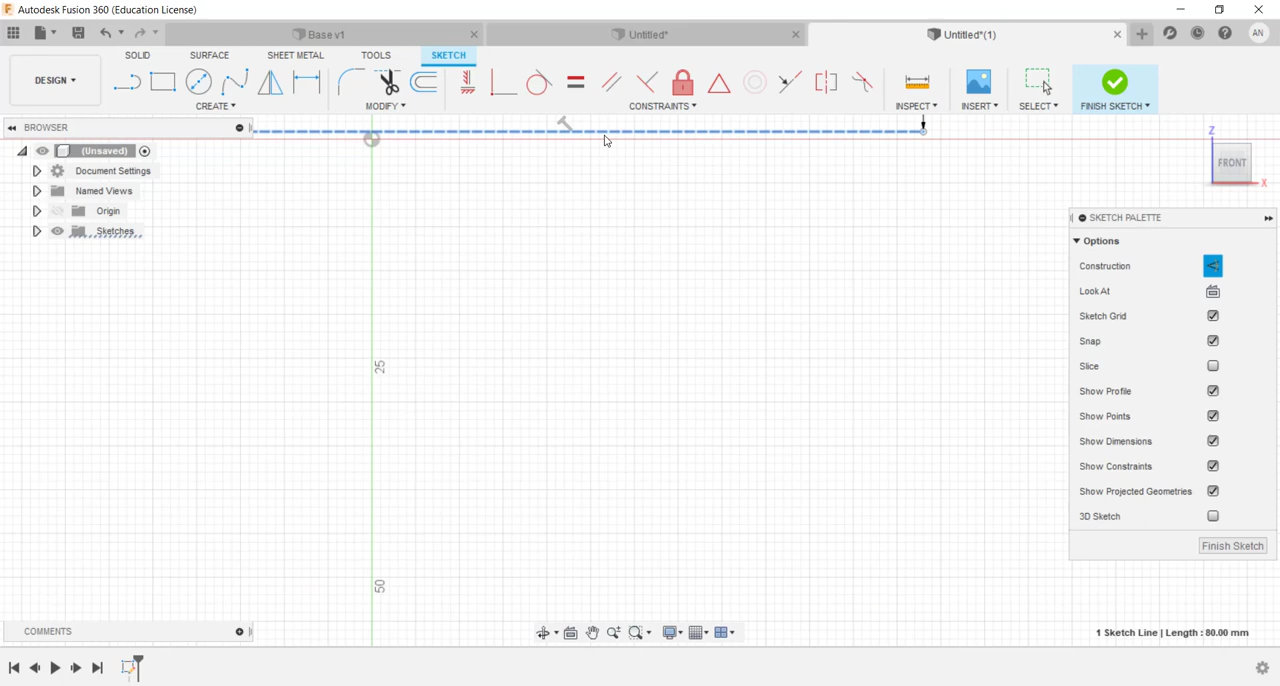 Autodesk Fusion 360 (Education License)
Base v1
Untitled*
Untitled*(1)
AN
DESIGN
SOLID
SURFACE
SHEET METAL
TOOLS
SKETCH
CREATE
MODIFY
CONSTRAINTS
INSPECT
INSERT
SELECT
FINISH SKETCH
BROWSER
(Unsaved)
Document Settings
Named Views
Origin
Sketches
Z
FRONT
X
SKETCH PALETTE
Options
Construction
Look At
Sketch Grid
Snap
Slice
Show Profile
Show Points
Show Dimensions
Show Constraints
Show Projected Geometries
3D Sketch
Finish Sketch
25
50
COMMENTS
1 Sketch Line | Length : 80.00 mm